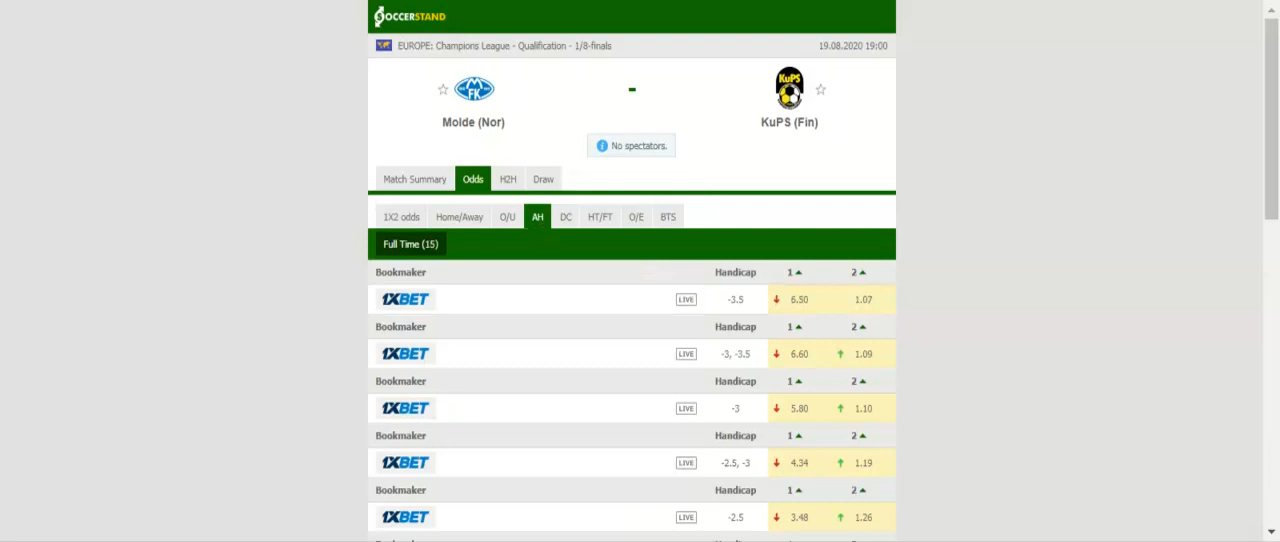 SOCCERSTAND
EUROPE: Champions League - Qualification - 1/8-finals 19.08.2020 19:00
MFK KuPS
-
Molde (Nor) KuPS (Fin)
i No spectators.
Match Summary Odds H2H Draw
1X2 odds Home/Away O/U AH DC HT/FT O/E BTS
Full Time (15)
Bookmaker Handicap 1 2
1XBET LIVE -3.5 6.50 1.07
Bookmaker Handicap 1 2
1XBET LIVE -3, -3.5 6.60 1.09
Bookmaker Handicap 1 2
1XBET LIVE -3 5.80 1.10
Bookmaker Handicap 1 2
1XBET LIVE -2.5, -3 4.34 1.19
Bookmaker Handicap 1 2
1XBET LIVE -2.5 3.48 1.26